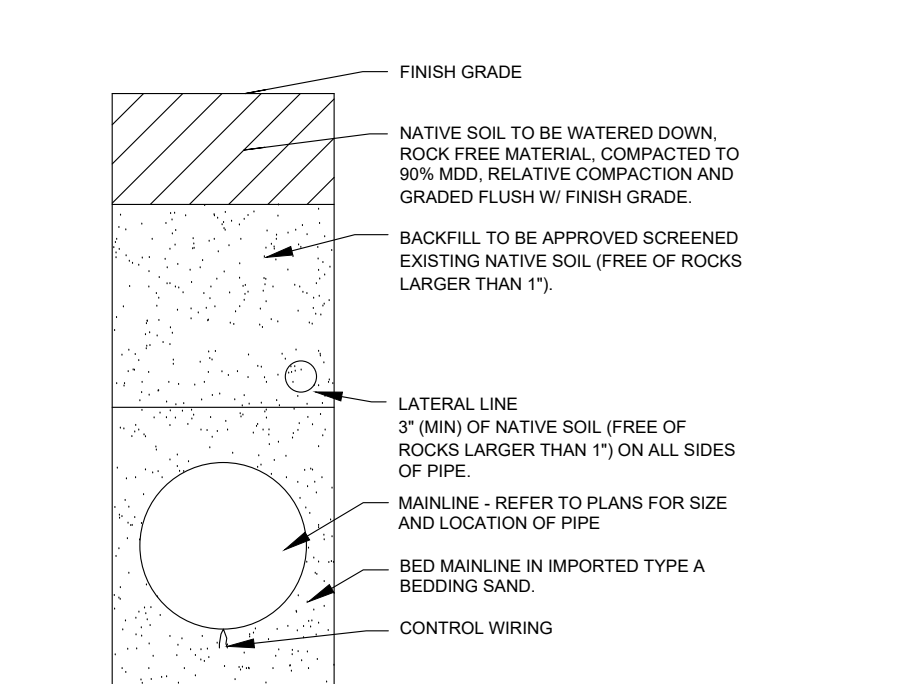 FINISH GRADE
NATIVE SOIL TO BE WATERED DOWN,
ROCK FREE MATERIAL, COMPACTED TO
90% MDD, RELATIVE COMPACTION AND
GRADED FLUSH W/ FINISH GRADE.
BACKFILL TO BE APPROVED SCREENED
EXISTING NATIVE SOIL (FREE OF ROCKS
LARGER THAN 1").
LATERAL LINE
3" (MIN) OF NATIVE SOIL (FREE OF
ROCKS LARGER THAN 1") ON ALL SIDES
OF PIPE.
MAINLINE - REFER TO PLANS FOR SIZE
AND LOCATION OF PIPE
BED MAINLINE IN IMPORTED TYPE A
BEDDING SAND.
CONTROL WIRING